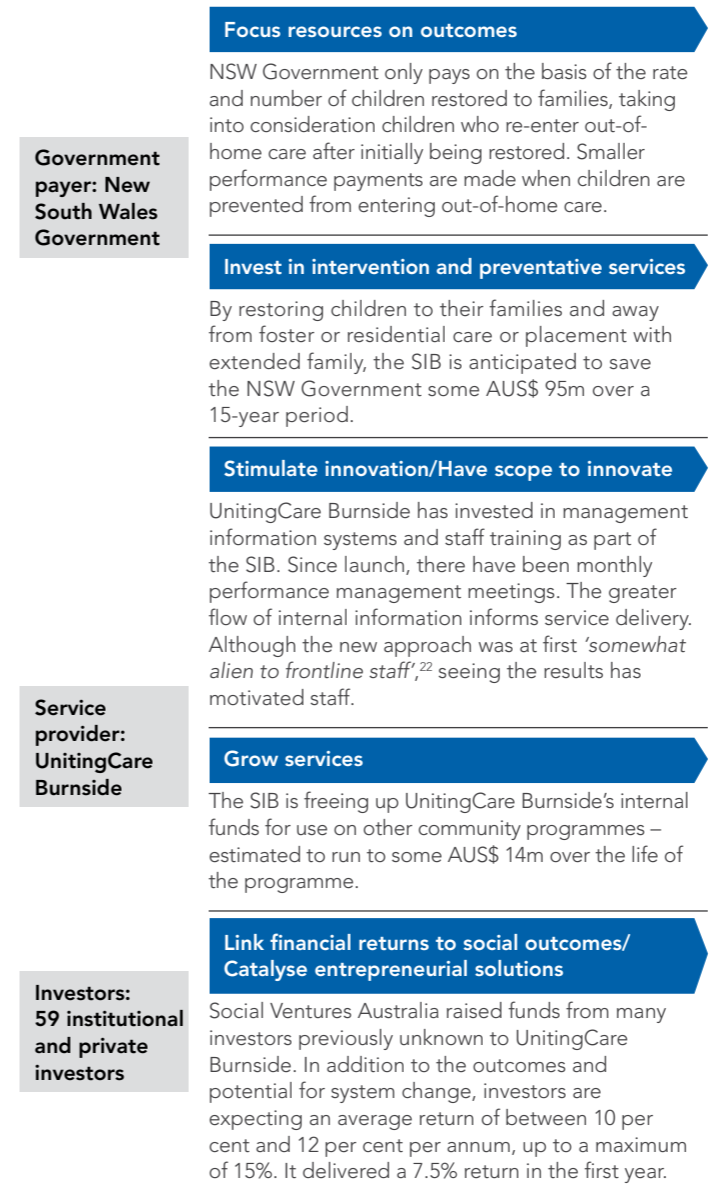 Focus resources on outcomes
NSW Government only pays on the basis of the rate
and number of children restored to families, taking
into consideration children who re-enter out-of-
home care after initially being restored. Smaller
performance payments are made when children are
prevented from entering out-of-home care.
Government
payer: New
South Wales
Government
Invest in intervention and preventative services
By restoring children to their families and away
from foster or residential care or placement with
extended family, the SIB is anticipated to save
the NSW Government some AUS$ 95m over a
15-year period.
Stimulate innovation/Have scope to innovate
UnitingCare Burnside has invested in management
information systems and staff training as part of
the SIB. Since launch, there have been monthly
performance management meetings. The greater
flow of internal information informs service delivery.
Although the new approach was at first ‘somewhat
alien to frontline staff’,22 seeing the results has
motivated staff.
Service
provider:
UnitingCare
Burnside
Grow services
The SIB is freeing up UnitingCare Burnside’s internal
funds for use on other community programmes –
estimated to run to some AUS$ 14m over the life of
the programme.
Link financial returns to social outcomes/
Catalyse entrepreneurial solutions
Investors:
59 institutional
and private
investors
Social Ventures Australia raised funds from many
investors previously unknown to UnitingCare
Burnside. In addition to the outcomes and
potential for system change, investors are
expecting an average return of between 10 per
cent and 12 per cent per annum, up to a maximum
of 15%. It delivered a 7.5% return in the first year.